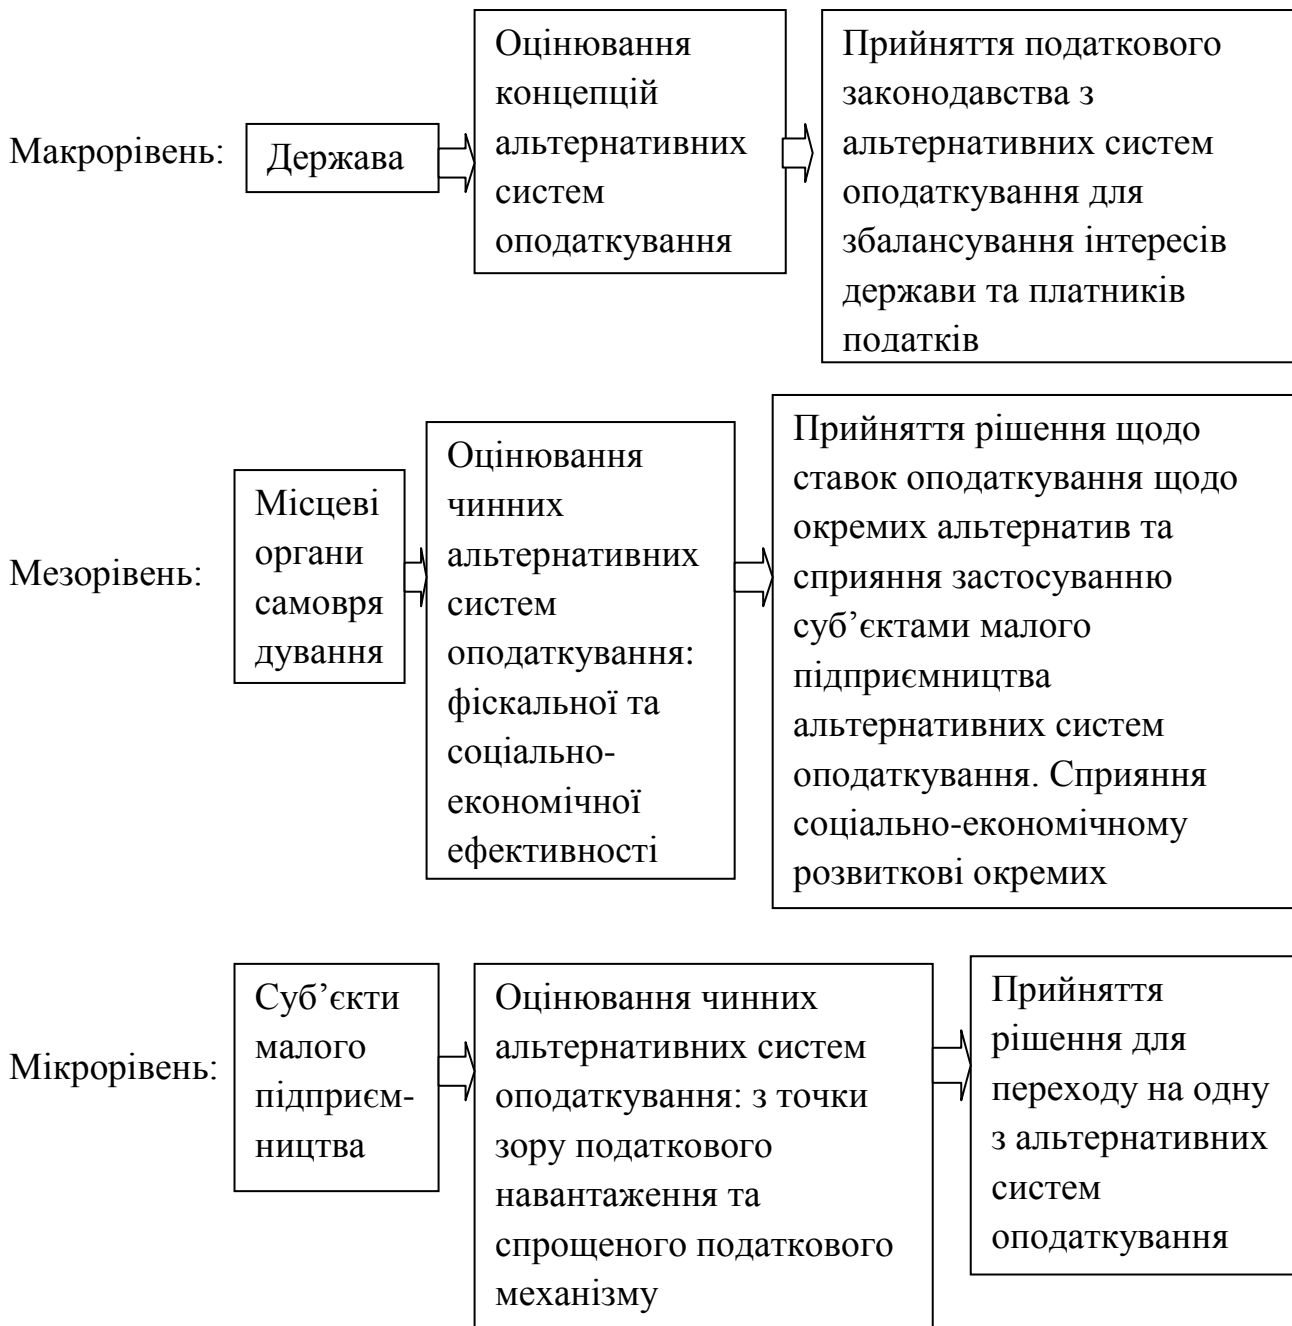 Макрорівень:
Держава
Оцінювання
концепцій
альтернативних
систем
оподаткування
Прийняття податкового
законодавства з
альтернативних систем
оподаткування для
збалансування інтересів
держави та платників
податків
Мезорівень:
Місцеві
органи
самовря
дування
Оцінювання
чинних
альтернативних
систем
оподаткування:
фіскальної та
соціально-
економічної
ефективності
Прийняття рішення щодо
ставок оподаткування щодо
окремих альтернатив та
сприяння застосуванню
суб’єктами малого
підприємництва
альтернативних систем
оподаткування. Сприяння
соціально-економічному
розвиткові окремих
Мікрорівень:
Суб’єкти
малого
підприєм-
ництва
Оцінювання чинних
альтернативних систем
оподаткування: з точки
зору податкового
навантаження та
спрощеного податкового
механізму
Прийняття
рішення для
переходу на одну
з альтернативних
систем
оподаткування